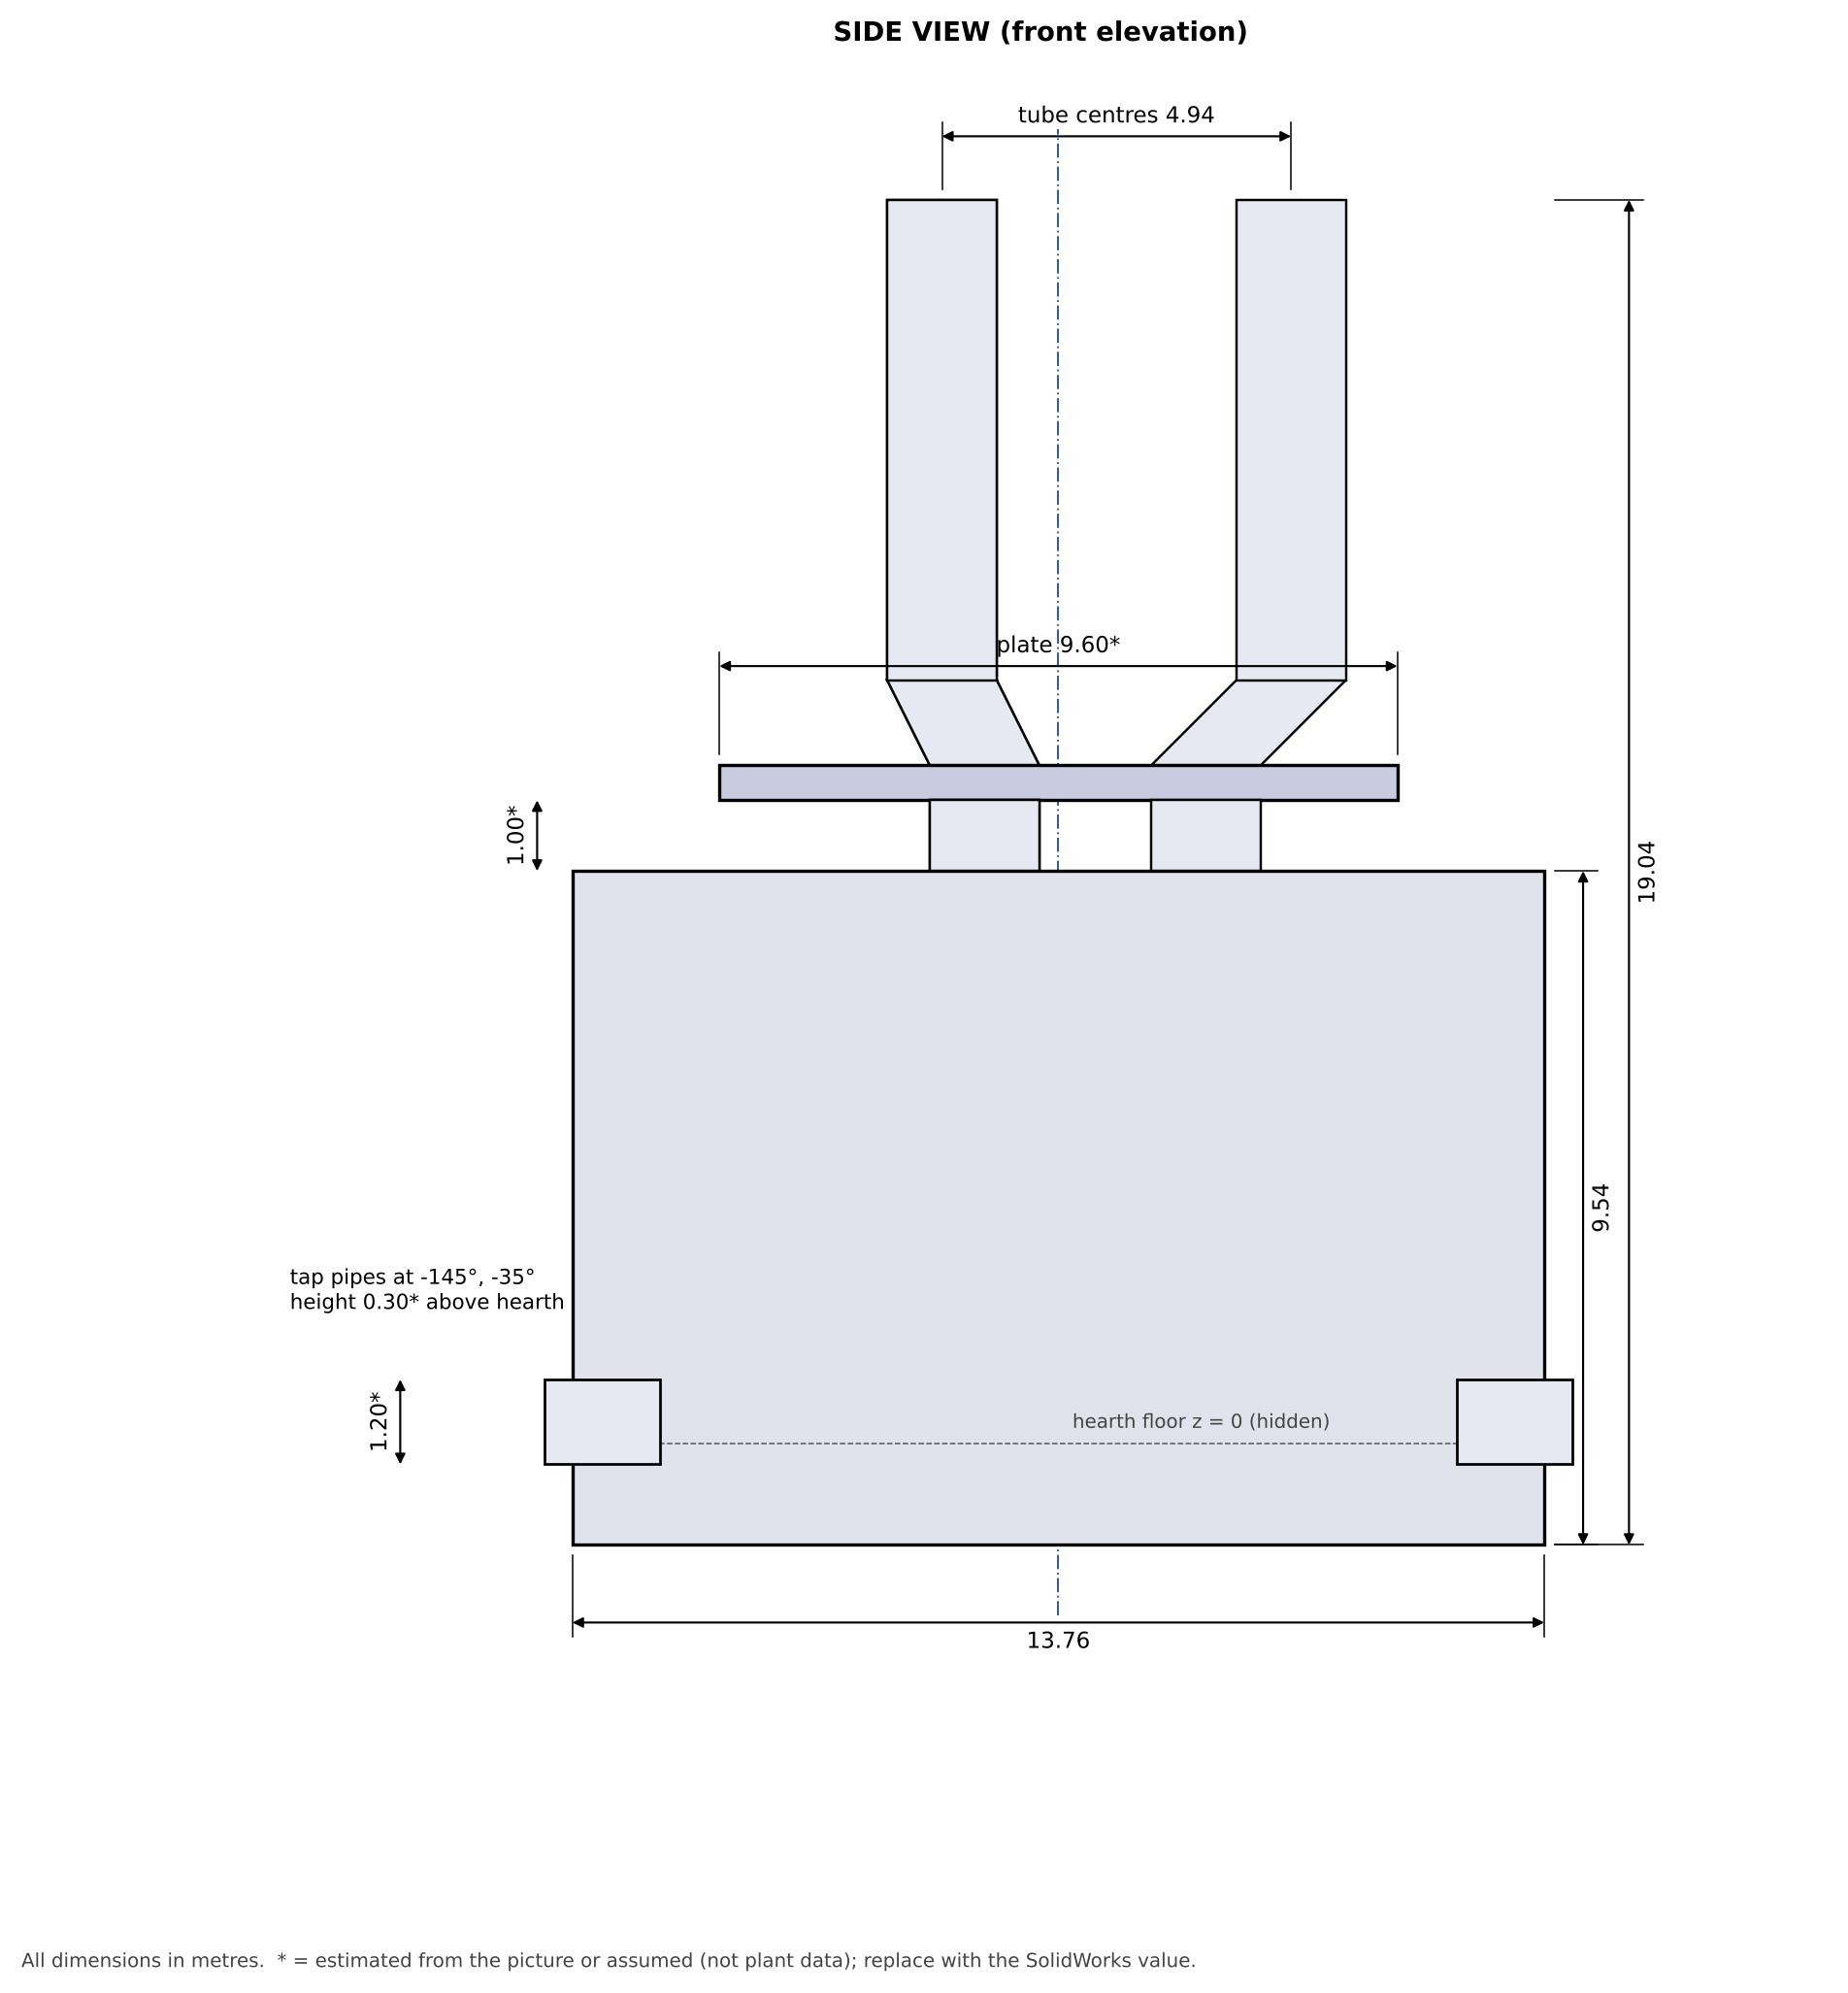 SIDE VIEW (front elevation)
tube centres 4.94
plate 9.60*
1.00*
19.04
9.54
tap pipes at -145°, -35°
height 0.30* above hearth
1.20*
hearth floor z = 0 (hidden)
13.76
All dimensions in metres.  * = estimated from the picture or assumed (not plant data); replace with the SolidWorks value.